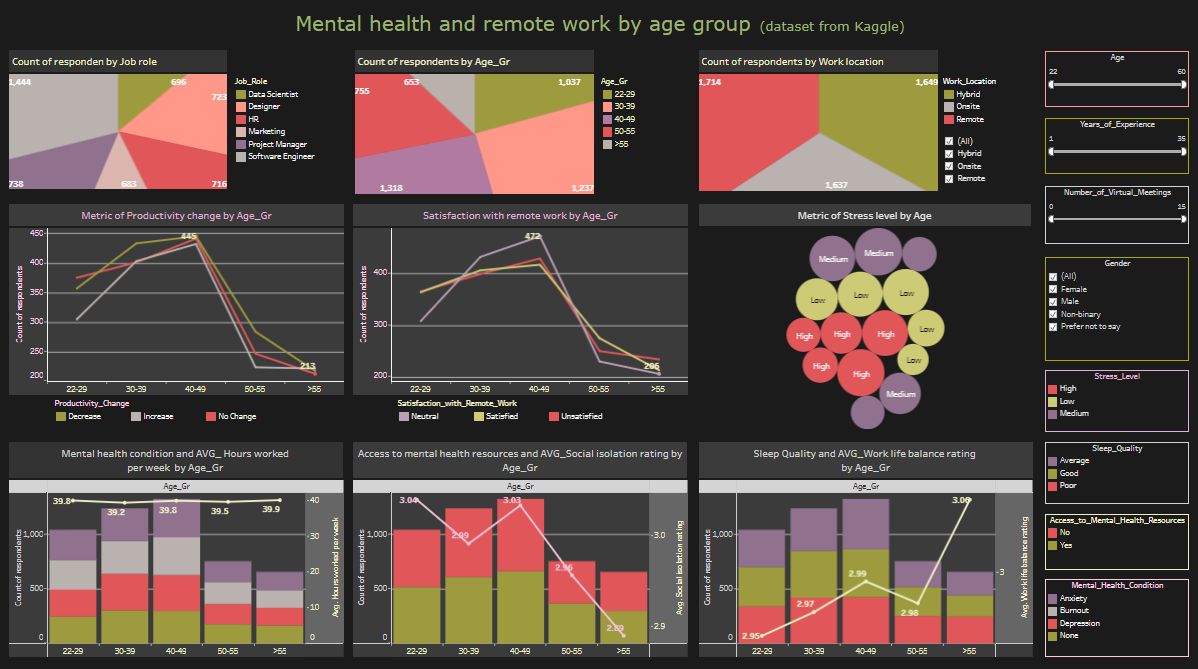 Mental health and remote work by age group (dataset from Kaggle)
Count of responden by Job role
1,444
696
723
738
683
716
Job_Role
Data Scientist
Designer
HR
Marketing
Project Manager
Software Engineer
Count of respondents by Age_Gr
653
1,037
755
1,318
1,237
Age_Gr
22-29
30-39
40-49
50-55
>55
Count of respondents by Work location
1,714
1,649
1,637
Work_Location
Hybrid
Onsite
Remote
(All)
Hybrid
Onsite
Remote
Age
22 60
Years_of_Experience
1 35
Number_of_Virtual_Meetings
0 15
Metric of Productivity change by Age_Gr
Count of respondents
450
400
350
300
250
200
445
213
22-29 30-39 40-49 50-55 >55
Productivity_Change
Decrease Increase No Change
Satisfaction with remote work by Age_Gr
Count of respondents
400
300
200
472
206
22-29 30-39 40-49 50-55 >55
Satisfaction_with_Remote_Work
Neutral Satisfied Unsatisfied
Metric of Stress level by Age
Medium
Medium
Low
Low
Low
High
High
High
Low
High
High
Low
Medium
Gender
(All)
Female
Male
Non-binary
Prefer not to say
Stress_Level
High
Low
Medium
Mental health condition and AVG_ Hours worked
per week by Age_Gr
Age_Gr
Count of respondents
1,000
500
0
39.8
39.2
39.8
39.5
39.9
40
30
20
10
0
Avg. Hours worked per week
22-29 30-39 40-49 50-55 >55
Access to mental health resources and AVG_Social isolation rating by
Age_Gr
Age_Gr
Count of respondents
1,000
500
0
3.04
2.99
3.03
2.96
2.89
3.0
2.9
Avg. Social isolation rating
22-29 30-39 40-49 50-55 >55
Sleep Quality and AVG_Work life balance rating
by Age_Gr
Age_Gr
Count of respondents
1,000
500
0
2.95
2.97
2.99
2.98
3.06
3
Avg. Work life balance rating
22-29 30-39 40-49 50-55 >55
Sleep_Quality
Average
Good
Poor
Access_to_Mental_Health_Resources
No
Yes
Mental_Health_Condition
Anxiety
Burnout
Depression
None